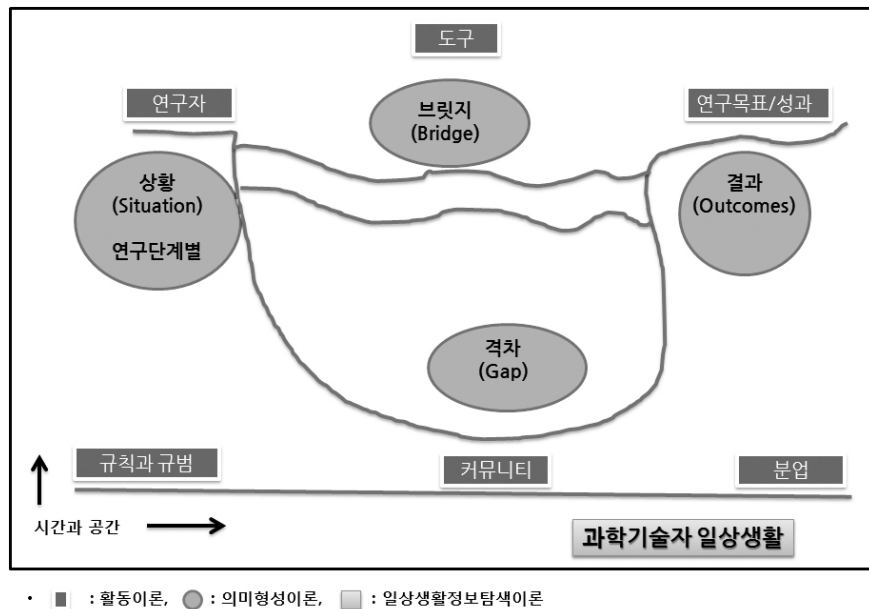 도구
연구자
브릿지
(Bridge)
연구목표/성과
상황
(Situation)
연구단계별
결과
(Outcomes)
격차
(Gap)
규칙과 규범
커뮤니티
분업
시간과 공간
과학기술자 일상생활
• : 활동이론, : 의미형성이론, : 일상생활정보탐색이론